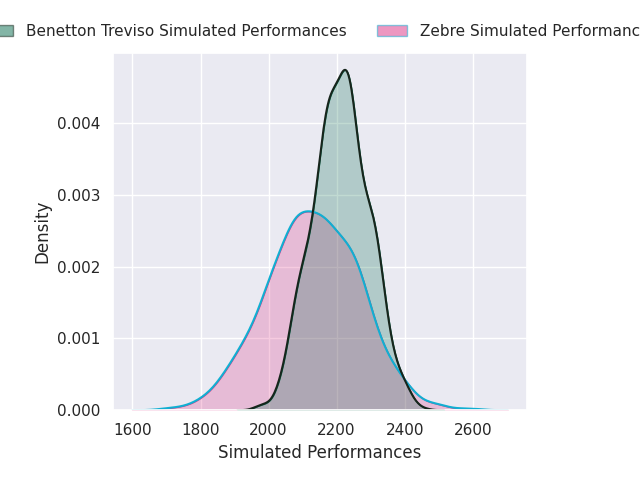 Benetton Treviso Simulated Performances
Zebre Simulated Performanc
0.004
0.003
0.002
0.001
0.000
Density
1600 1800 2000 2200 2400 2600
Simulated Performances